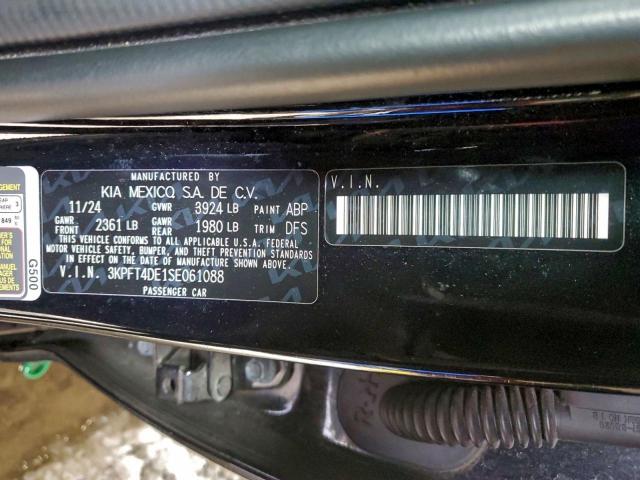 MANUFACTURED BY
KIA MEXICO, S.A. DE C.V.
11/24 GVWR 3924 LB PAINT ABP
GAWR FRONT 2361 LB GAWR REAR 1980 LB TRIM DFS
THIS VEHICLE CONFORMS TO ALL APPLICABLE U.S.A. FEDERAL
MOTOR VEHICLE SAFETY, BUMPER, AND THEFT PREVENTION STANDARDS
IN EFFECT ON THE DATE OF MANUFACTURE SHOWN ABOVE.
V.I.N. 3KPFT4DE1SE061088
PASSENGER CAR
V.I.N.
G500
3
849